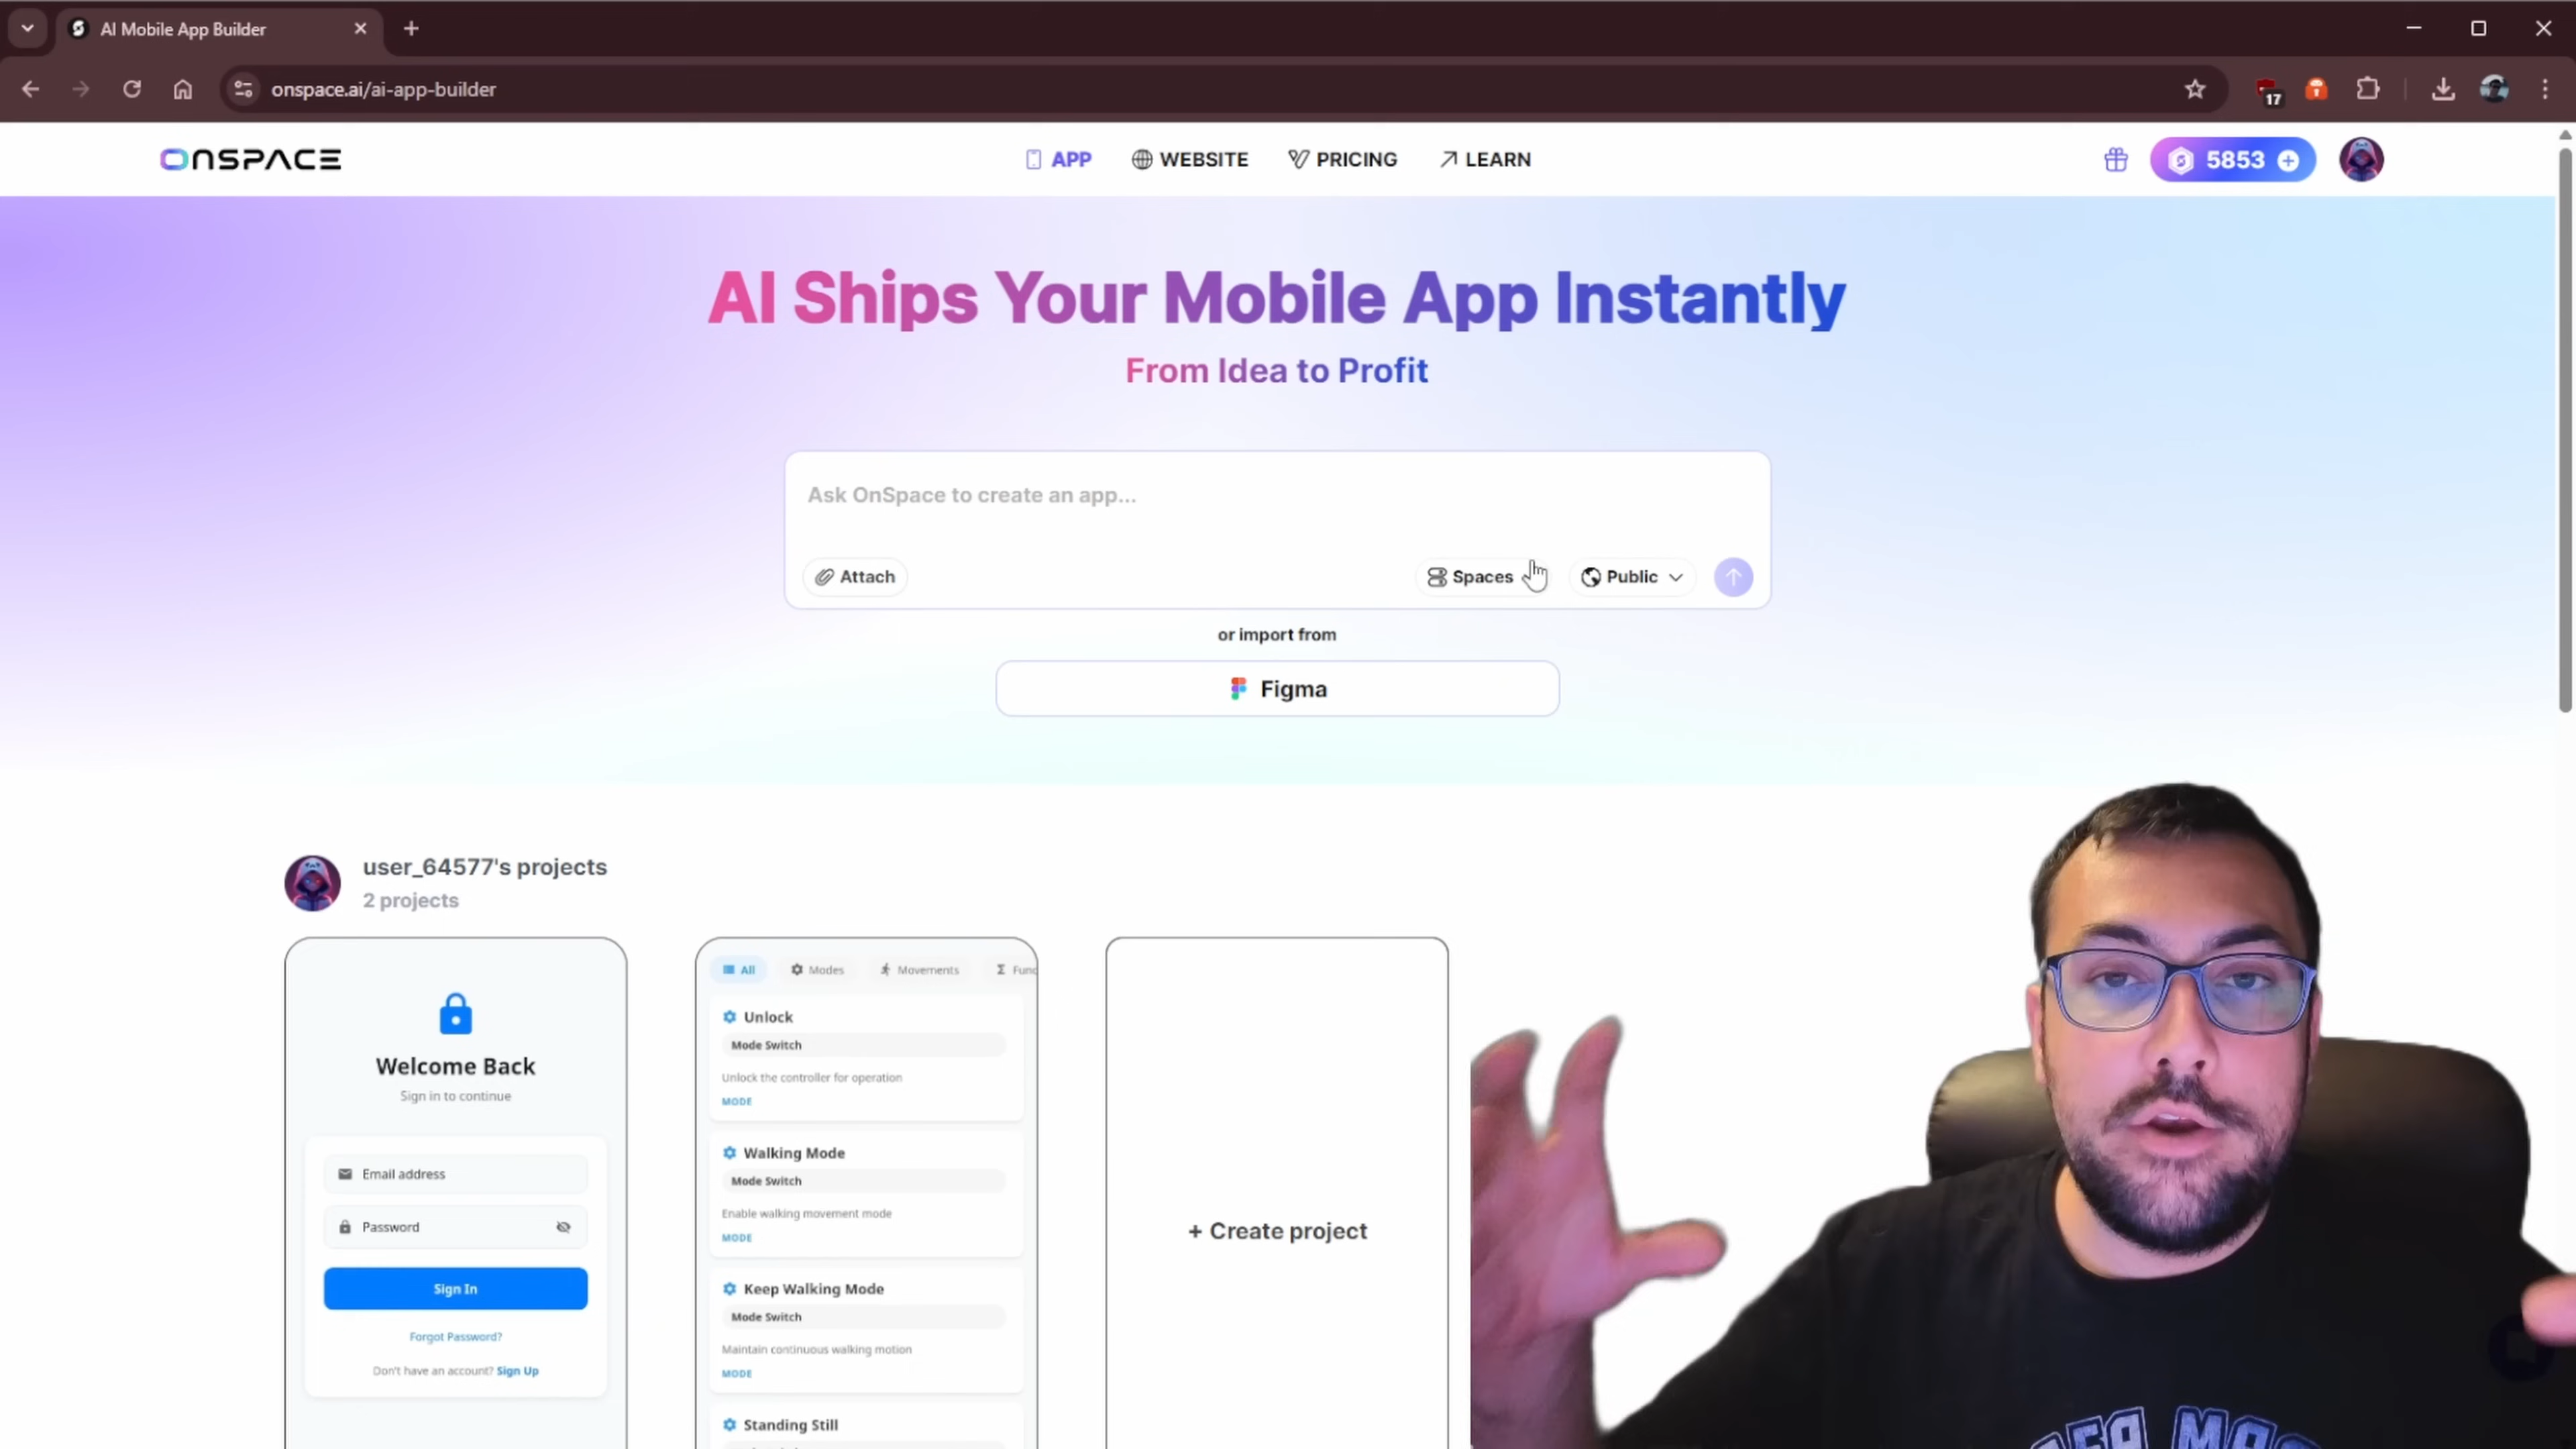 AI Mobile App Builder
onspace.ai/ai-app-builder
17
ONSPACE
APP
WEBSITE
PRICING
LEARN
5853
AI Ships Your Mobile App Instantly
From Idea to Profit
Ask OnSpace to create an app...
Attach
Spaces
Public
or import from
Figma
user_64577's projects
2 projects
Welcome Back
Sign in to continue
Email address
Password
Sign In
Forgot Password?
Don't have an account? Sign Up
All
Modes
Movements
Func
Unlock
Mode Switch
Unlock the controller for operation
MODE
Walking Mode
Mode Switch
Enable walking movement mode
MODE
Keep Walking Mode
Mode Switch
Maintain continuous walking motion
MODE
Standing Still
+ Create project